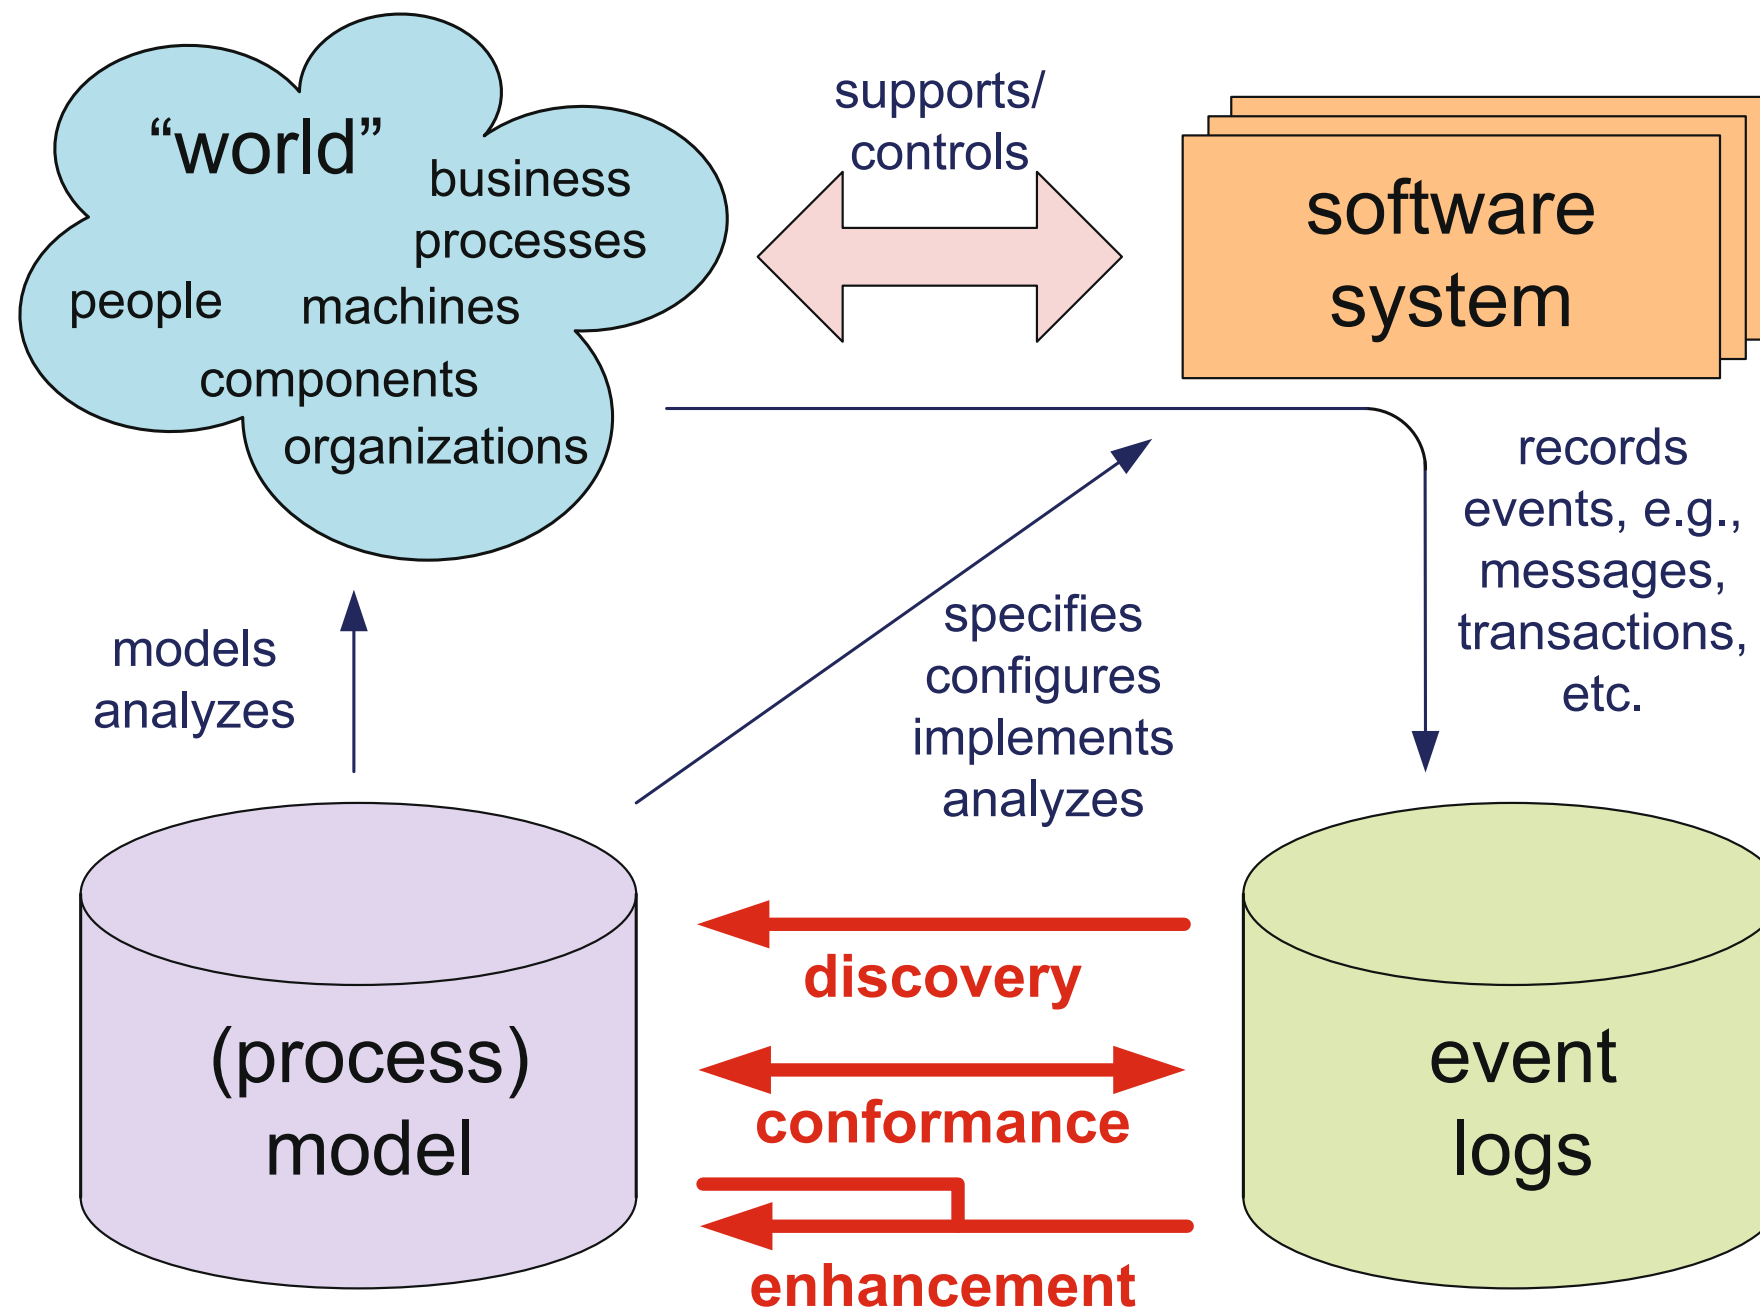 “world”
business
processes
people
machines
components
organizations
supports/
controls
software
system
records
events, e.g.,
messages,
transactions,
etc.
models
analyzes
specifies
configures
implements
analyzes
discovery
(process)
model
conformance
event
logs
enhancement